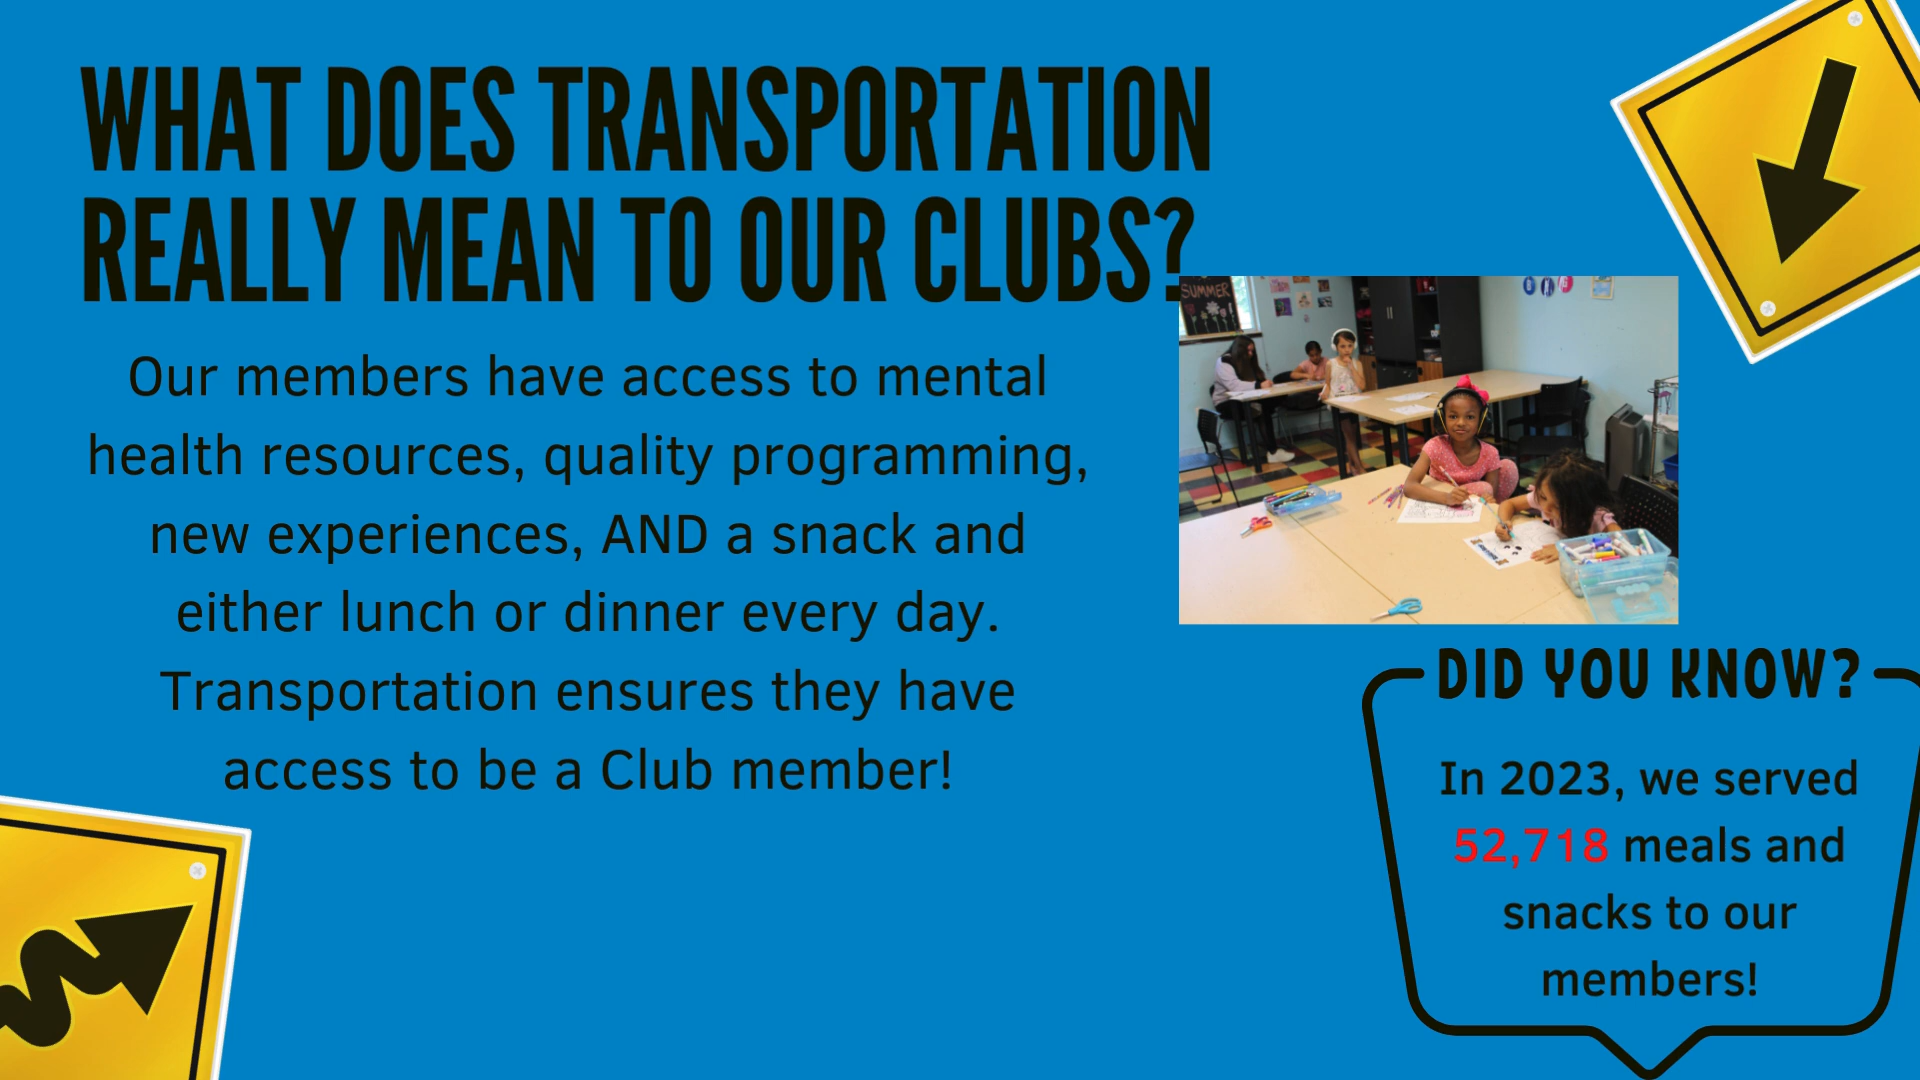 WHAT DOES TRANSPORTATION
REALLY MEAN TO OUR CLUBS?
Our members have access to mental
health resources, quality programming,
new experiences, AND a snack and
either lunch or dinner every day.
Transportation ensures they have
access to be a Club member!
SUMMER
DID YOU KNOW?
In 2023, we served
52,718 meals and
snacks to our
members!